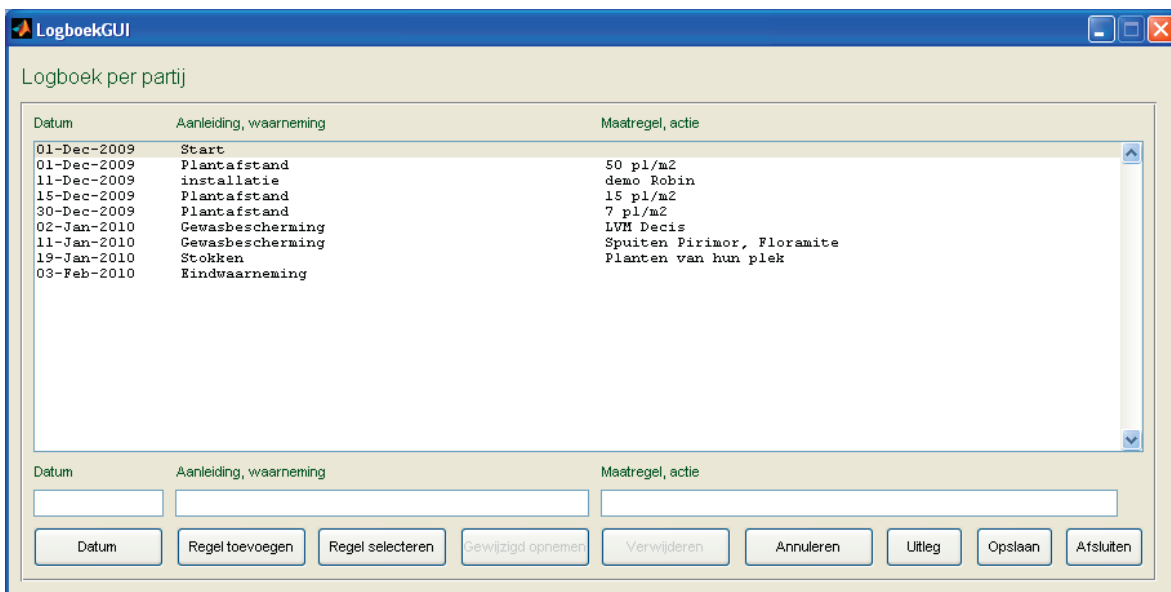 LogboekGUI
Logboek per partij
Datum Aanleiding, waarneming Maatregel, actie
01-Dec-2009 Start
01-Dec-2009 Plantafstand 50 pl/m2
11-Dec-2009 installatie demo Robin
15-Dec-2009 Plantafstand 15 pl/m2
30-Dec-2009 Plantafstand 7 pl/m2
02-Jan-2010 Gewasbescherming LVM Decis
11-Jan-2010 Gewasbescherming Spuiten Pirimor, Floramite
19-Jan-2010 Stokken Planten van hun plek
03-Feb-2010 Eindwaarneming
Datum Aanleiding, waarneming Maatregel, actie
Datum Regel toevoegen Regel selecteren Gewijzigd opnemen Verwijderen Annuleren Uitleg Opslaan Afsluiten